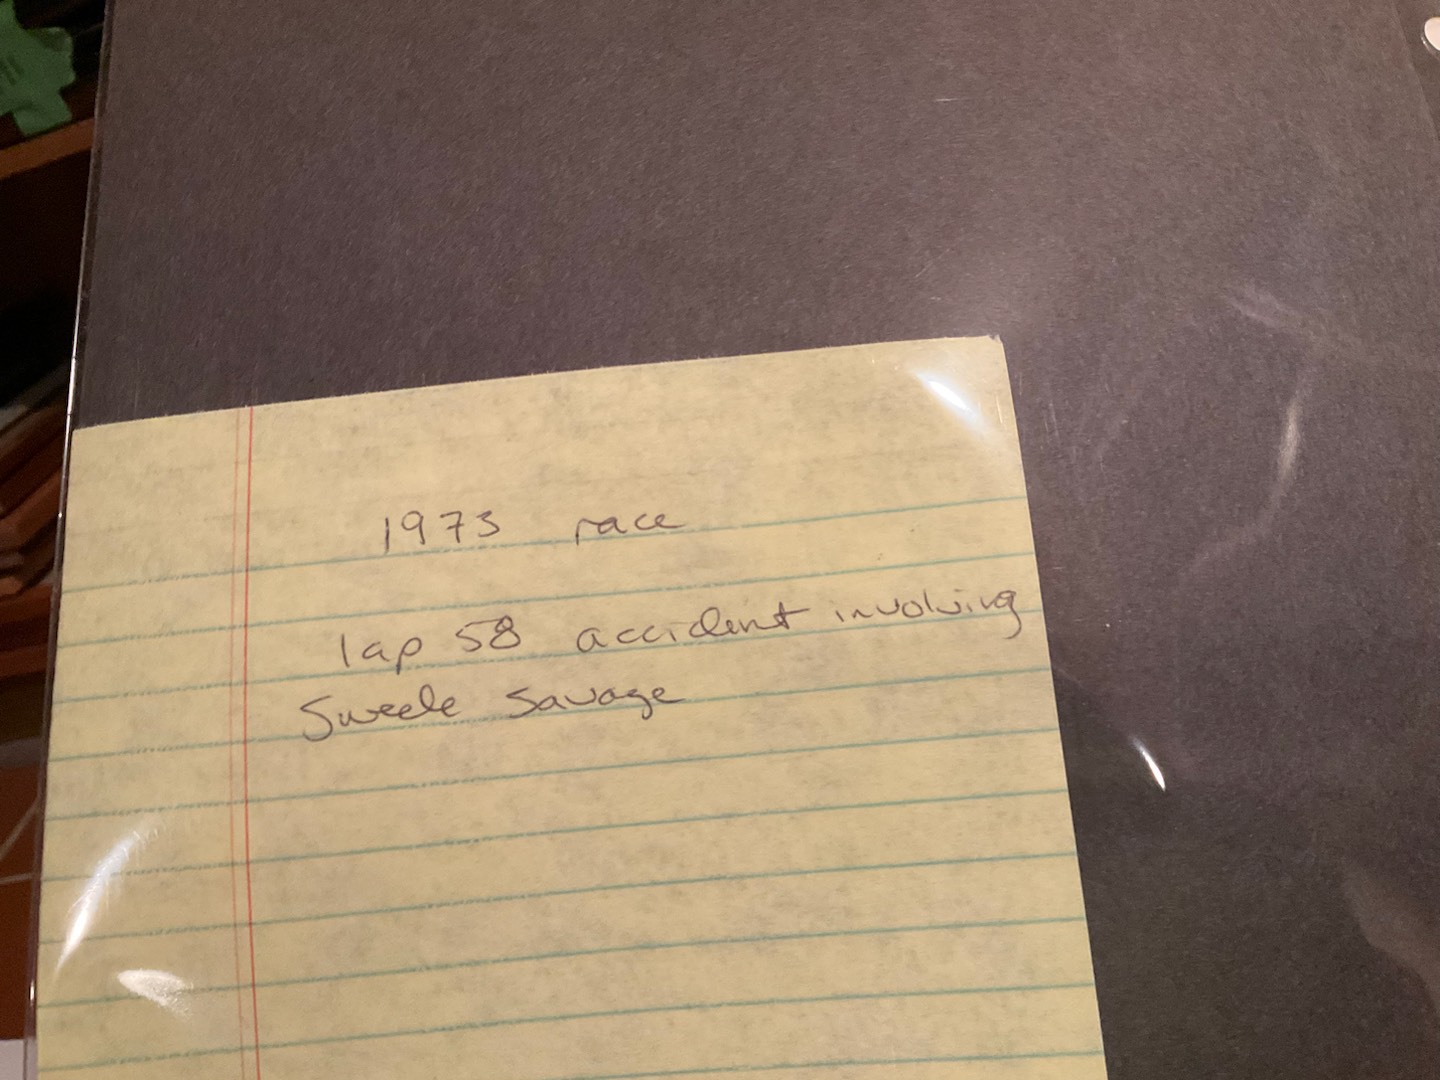 1973 race
lap 58 accident involving
Swede Savage